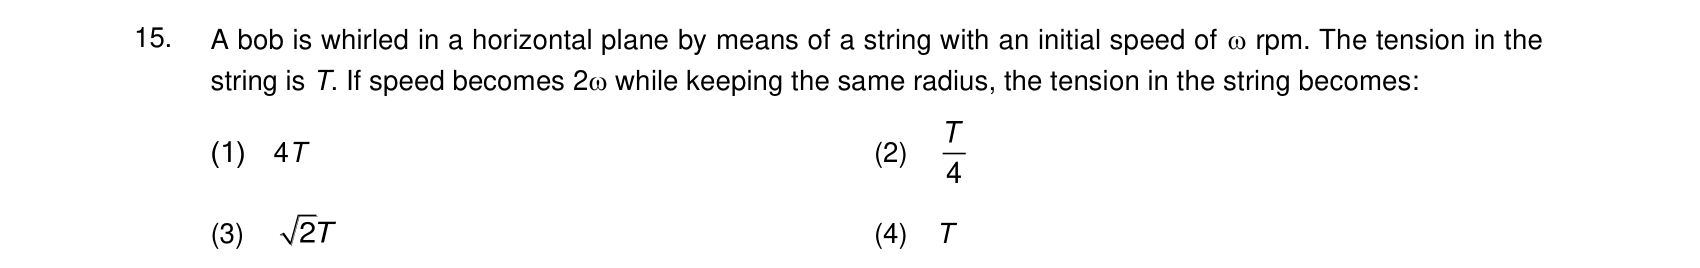 15. A bob is whirled in a horizontal plane by means of a string with an initial speed of ω rpm. The tension in the
string is T. If speed becomes 2ω while keeping the same radius, the tension in the string becomes:
(1) 4T (2) T/4
(3) √2T (4) T